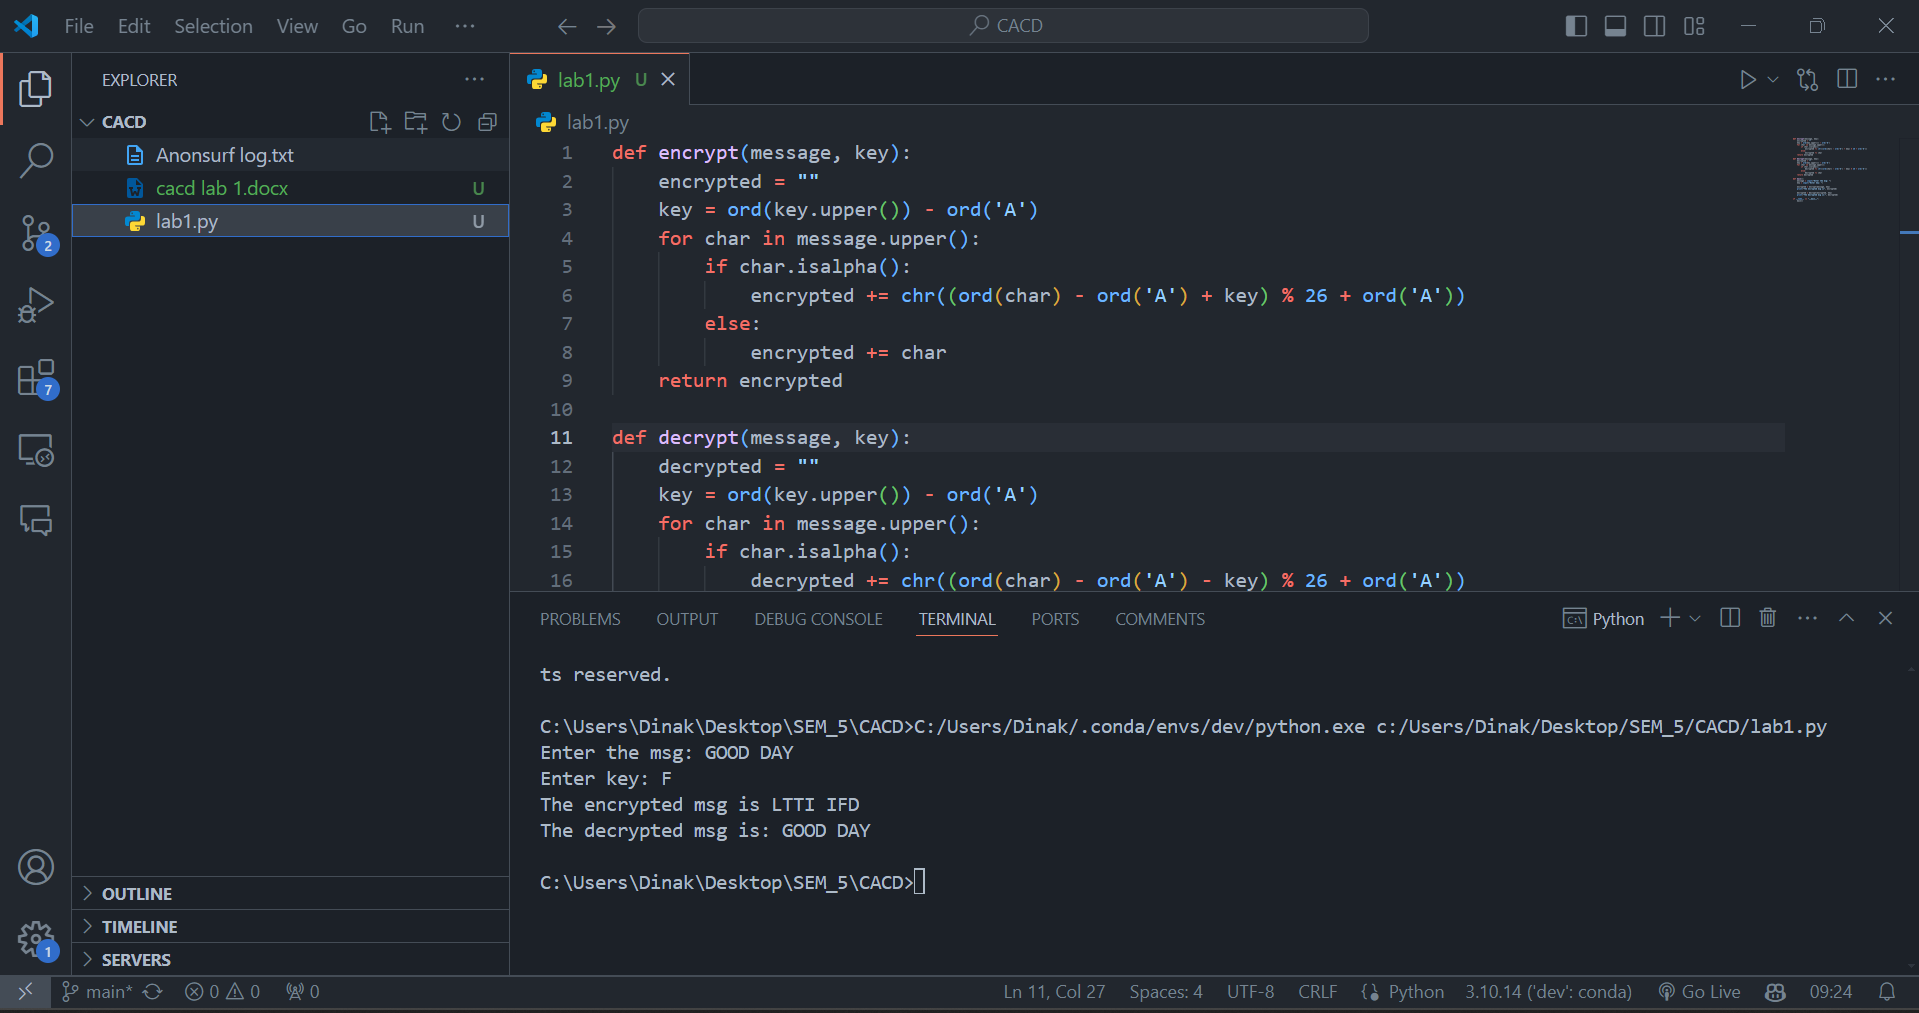 File Edit Selection View Go Run ···
CACD
EXPLORER
CACD
Anonsurf log.txt
cacd lab 1.docx U
lab1.py U
2
7
1
OUTLINE
TIMELINE
SERVERS
lab1.py U
lab1.py
1 def encrypt(message, key):
2     encrypted = ""
3     key = ord(key.upper()) - ord('A')
4     for char in message.upper():
5         if char.isalpha():
6             encrypted += chr((ord(char) - ord('A') + key) % 26 + ord('A'))
7         else:
8             encrypted += char
9     return encrypted
10
11 def decrypt(message, key):
12     decrypted = ""
13     key = ord(key.upper()) - ord('A')
14     for char in message.upper():
15         if char.isalpha():
16             decrypted += chr((ord(char) - ord('A') - key) % 26 + ord('A'))
PROBLEMS OUTPUT DEBUG CONSOLE TERMINAL PORTS COMMENTS
Python
ts reserved.
C:\Users\Dinak\Desktop\SEM_5\CACD>C:/Users/Dinak/.conda/envs/dev/python.exe c:/Users/Dinak/Desktop/SEM_5/CACD/lab1.py
Enter the msg: GOOD DAY
Enter key: F
The encrypted msg is LTTI IFD
The decrypted msg is: GOOD DAY
C:\Users\Dinak\Desktop\SEM_5\CACD>
main* 0 0 0 Ln 11, Col 27 Spaces: 4 UTF-8 CRLF Python 3.10.14 ('dev': conda) Go Live 09:24